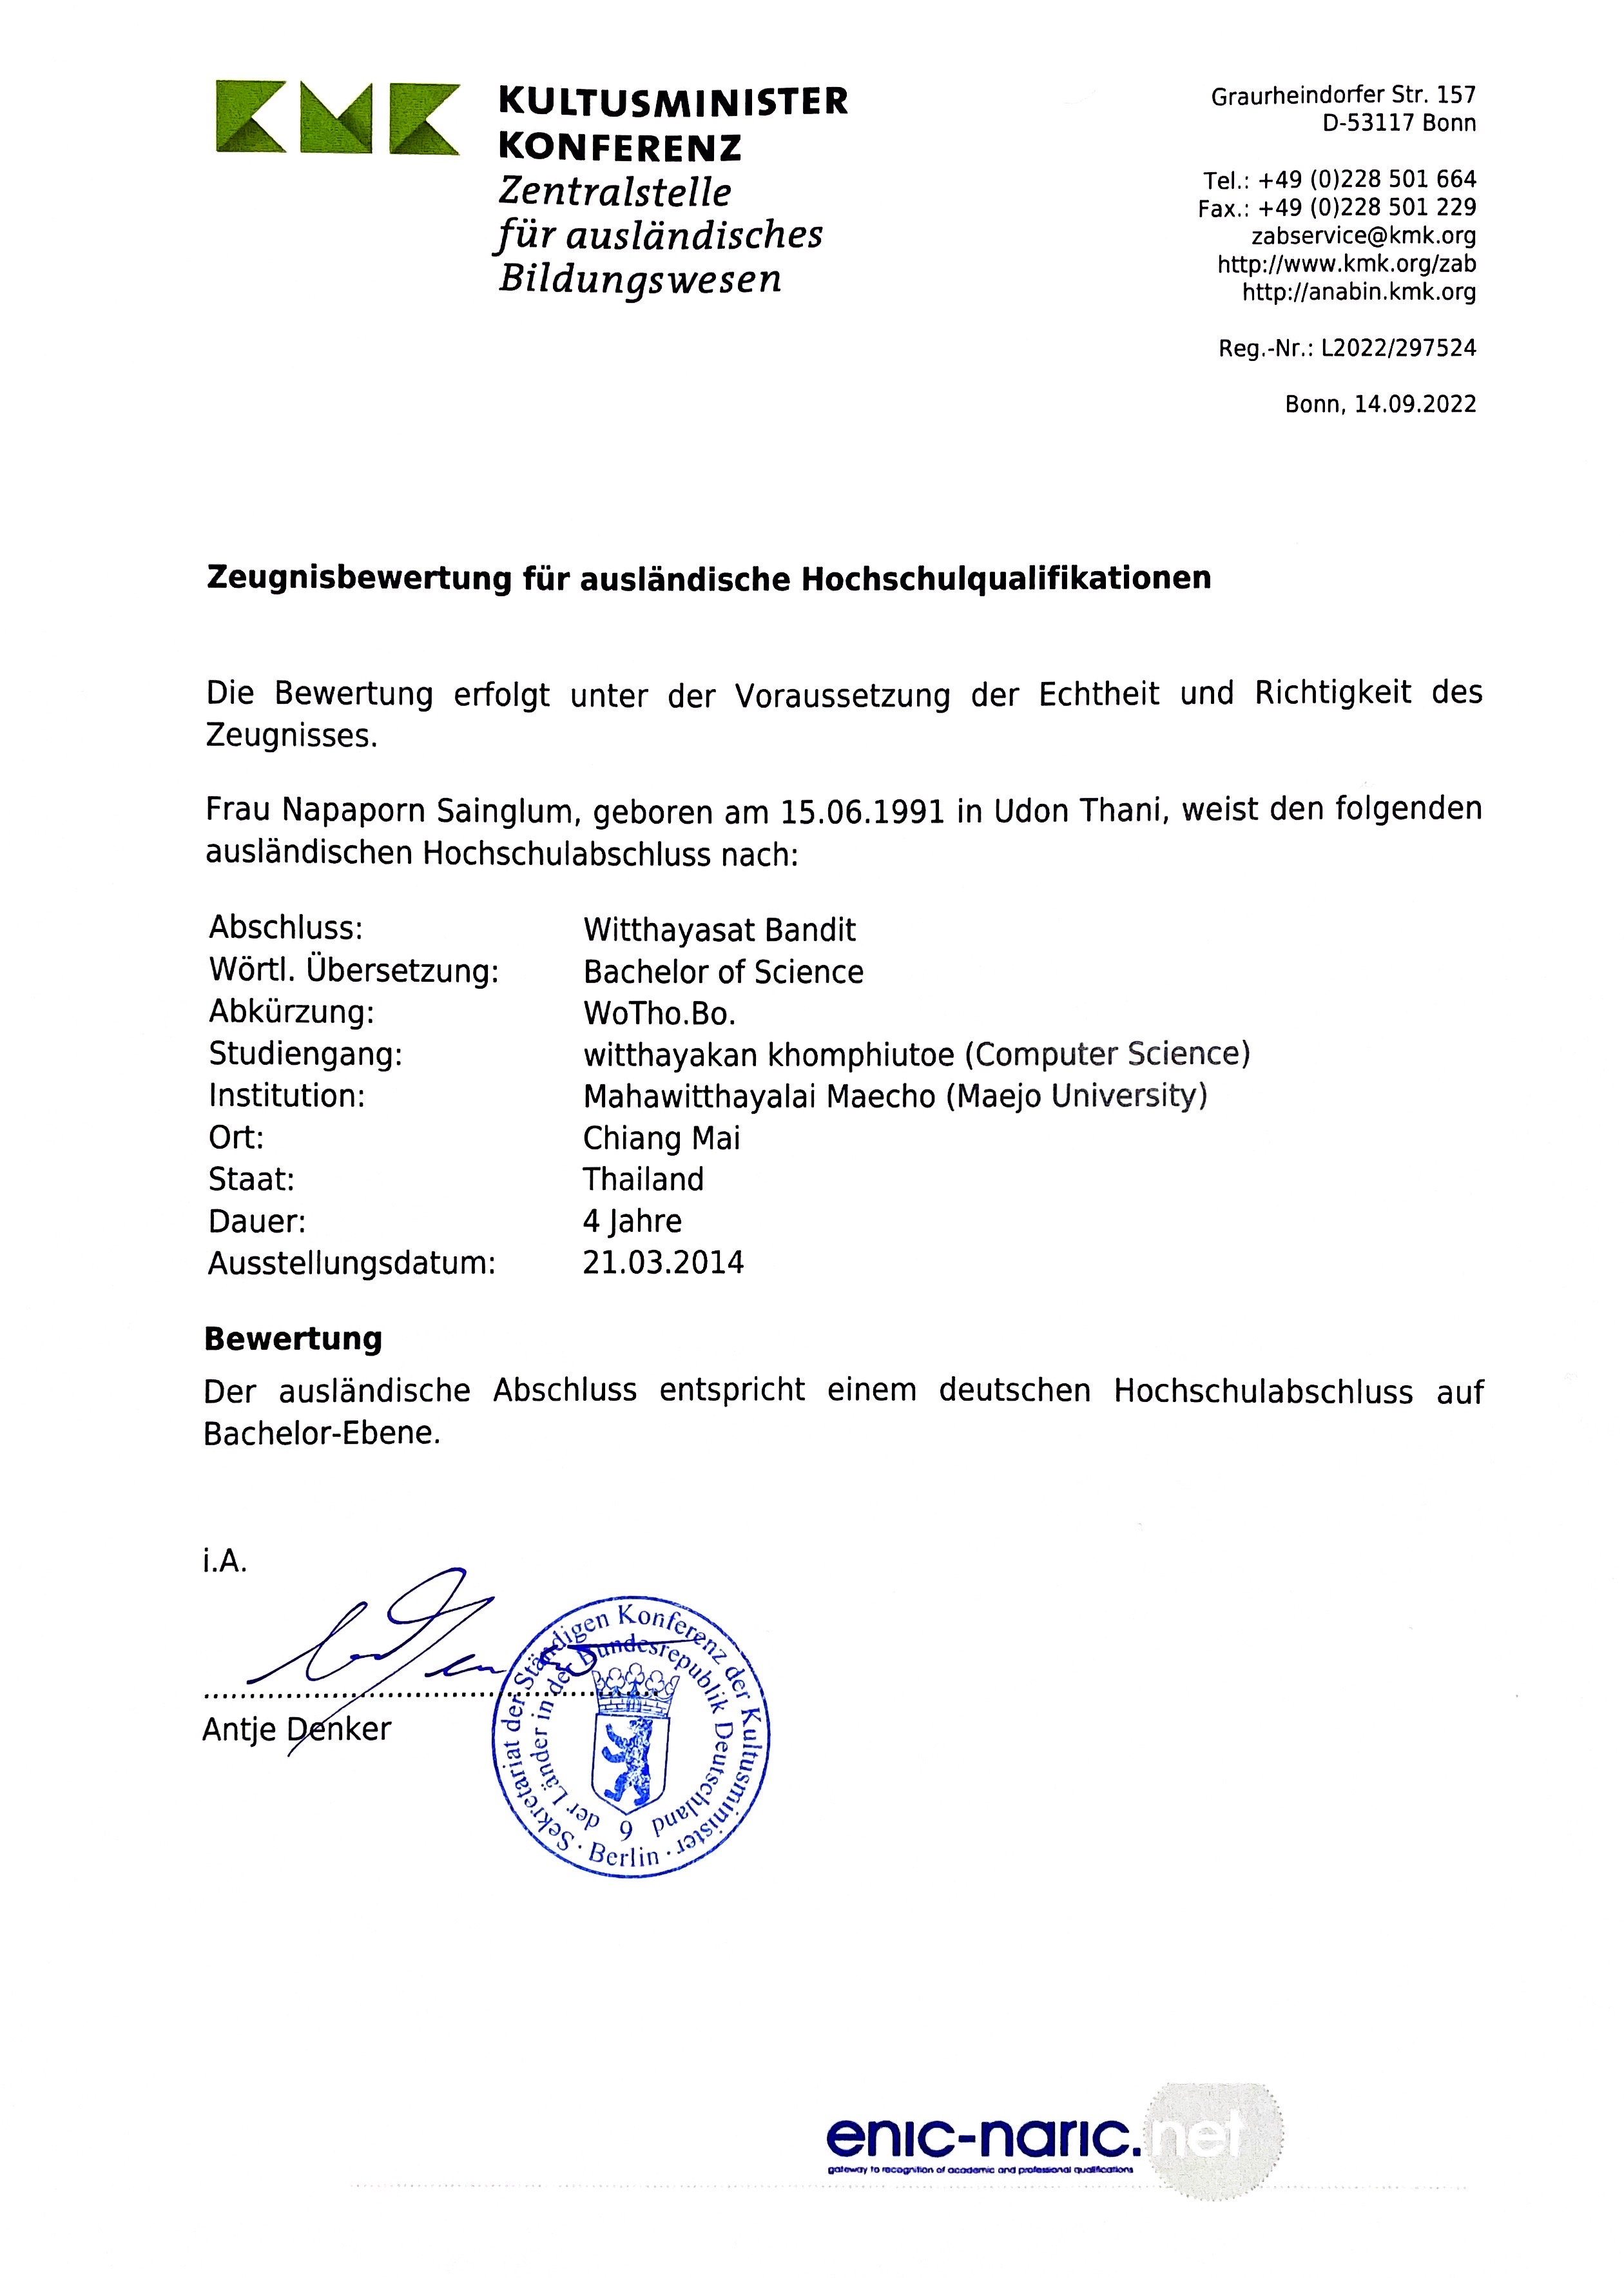 KMK
KULTUSMINISTER
KONFERENZ
Zentralstelle
für ausländisches
Bildungswesen
Graurheindorfer Str. 157
D-53117 Bonn
Tel.: +49 (0)228 501 664
Fax.: +49 (0)228 501 229
zabservice@kmk.org
http://www.kmk.org/zab
http://anabin.kmk.org
Reg.-Nr.: L2022/297524
Bonn, 14.09.2022
Zeugnisbewertung für ausländische Hochschulqualifikationen
Die Bewertung erfolgt unter der Voraussetzung der Echtheit und Richtigkeit des
Zeugnisses.
Frau Napaporn Sainglum, geboren am 15.06.1991 in Udon Thani, weist den folgenden
ausländischen Hochschulabschluss nach:
Abschluss: Witthayasat Bandit
Wörtl. Übersetzung: Bachelor of Science
Abkürzung: WoTho.Bo.
Studiengang: witthayakan khomphiutoe (Computer Science)
Institution: Mahawitthayalai Maecho (Maejo University)
Ort: Chiang Mai
Staat: Thailand
Dauer: 4 Jahre
Ausstellungsdatum: 21.03.2014
Bewertung
Der ausländische Abschluss entspricht einem deutschen Hochschulabschluss auf
Bachelor-Ebene.
i.A.
Antje Denker
Sekretariat der Ständigen Konferenz der Kultusminister
der Länder in der Bundesrepublik Deutschland
9
· Berlin ·
enic-naric.net
gateway to recognition of academic and professional qualifications